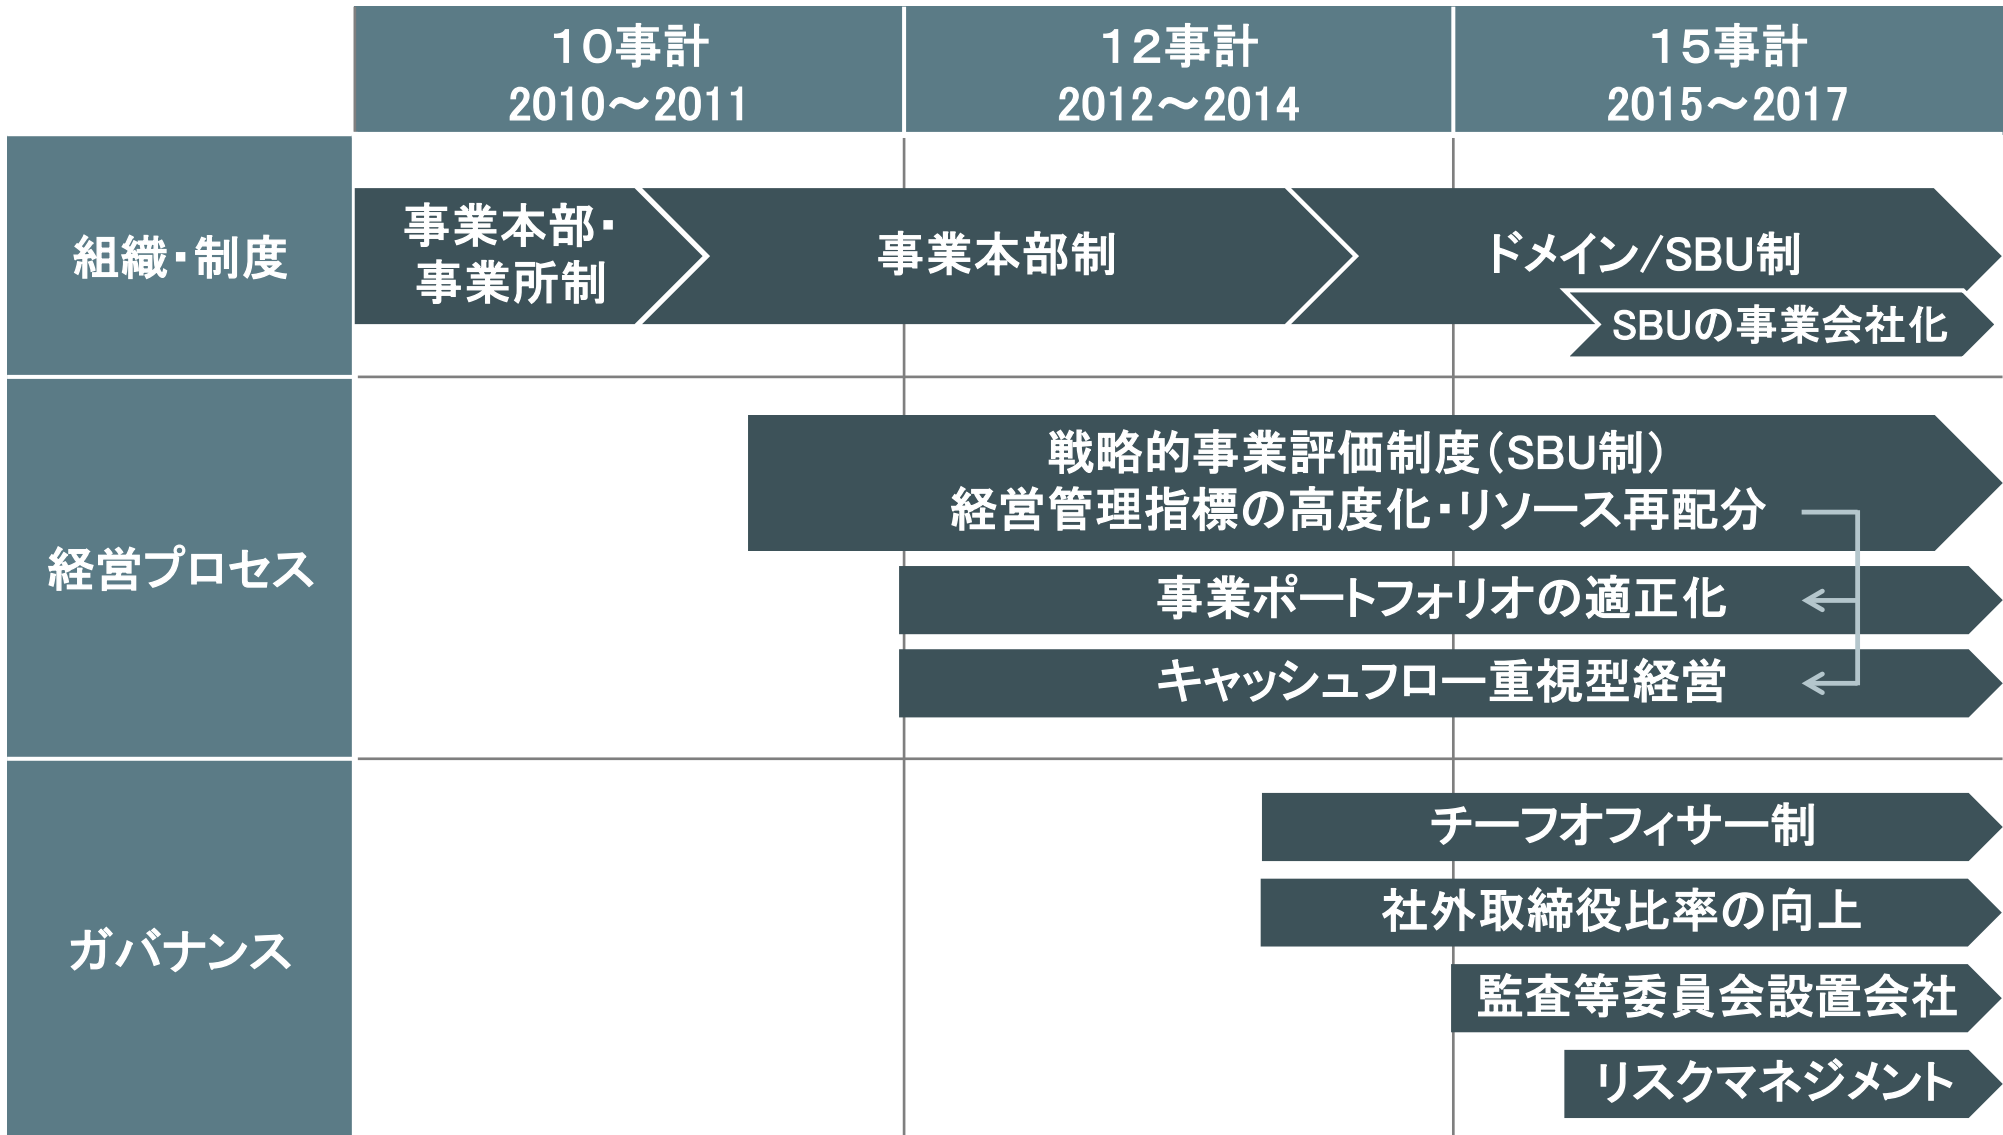 10事計
2010～2011
12事計
2012～2014
15事計
2015～2017
組織・制度
事業本部・
事業所制
事業本部制
ドメイン/SBU制
SBUの事業会社化
経営プロセス
戦略的事業評価制度（SBU制）
経営管理指標の高度化・リソース再配分
事業ポートフォリオの適正化
キャッシュフロー重視型経営
ガバナンス
チーフオフィサー制
社外取締役比率の向上
監査等委員会設置会社
リスクマネジメント